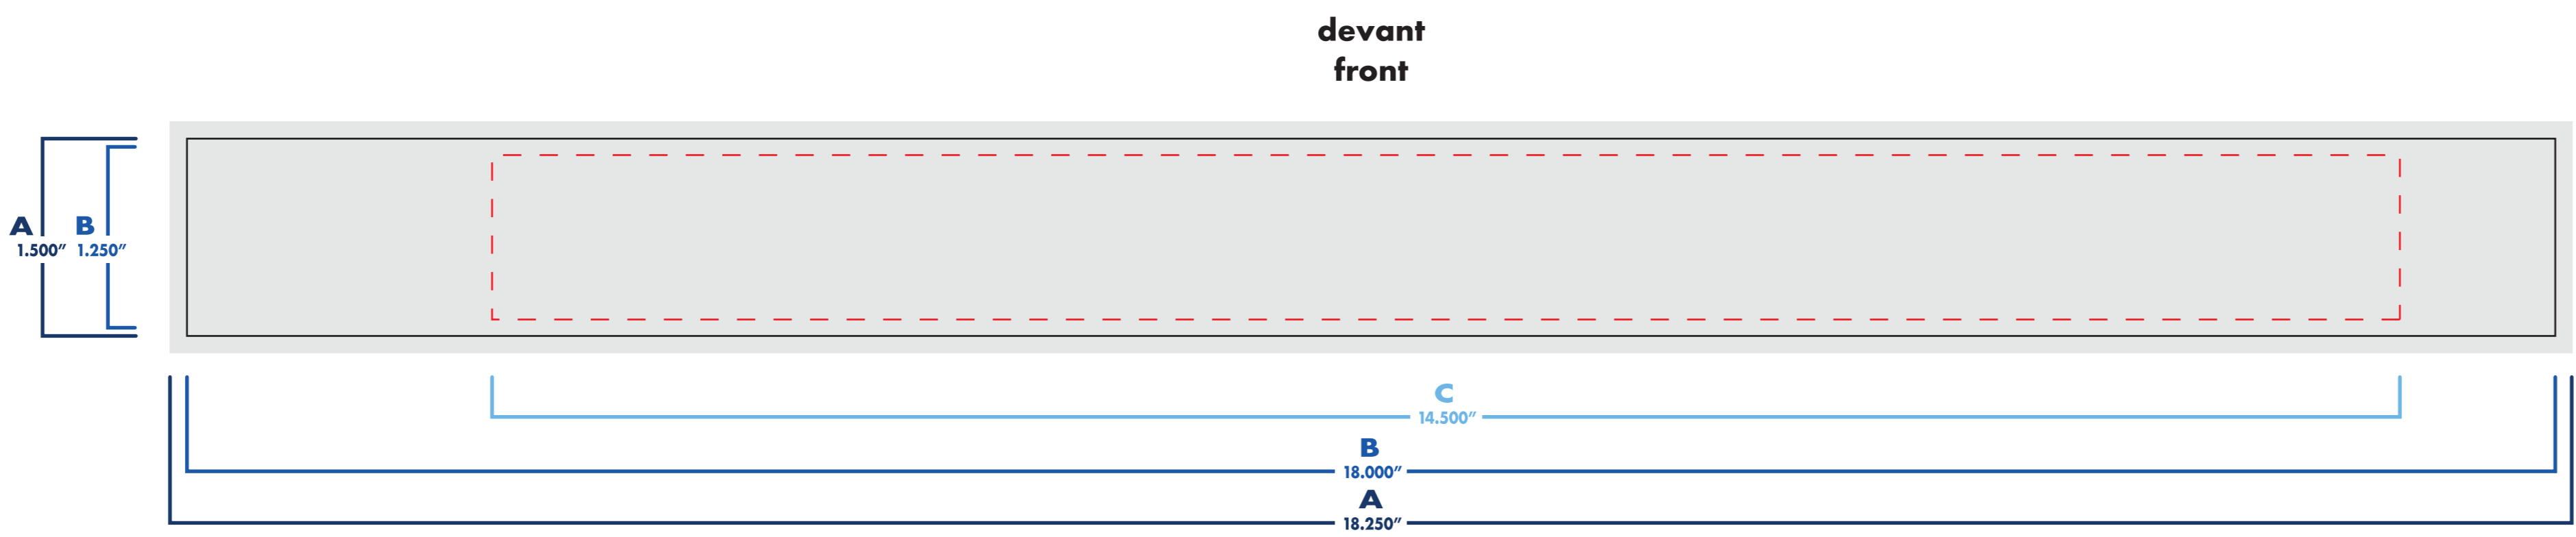 devant
front
A B
1.500″ 1.250″
C
14.500″
B
18.000″
A
18.250″